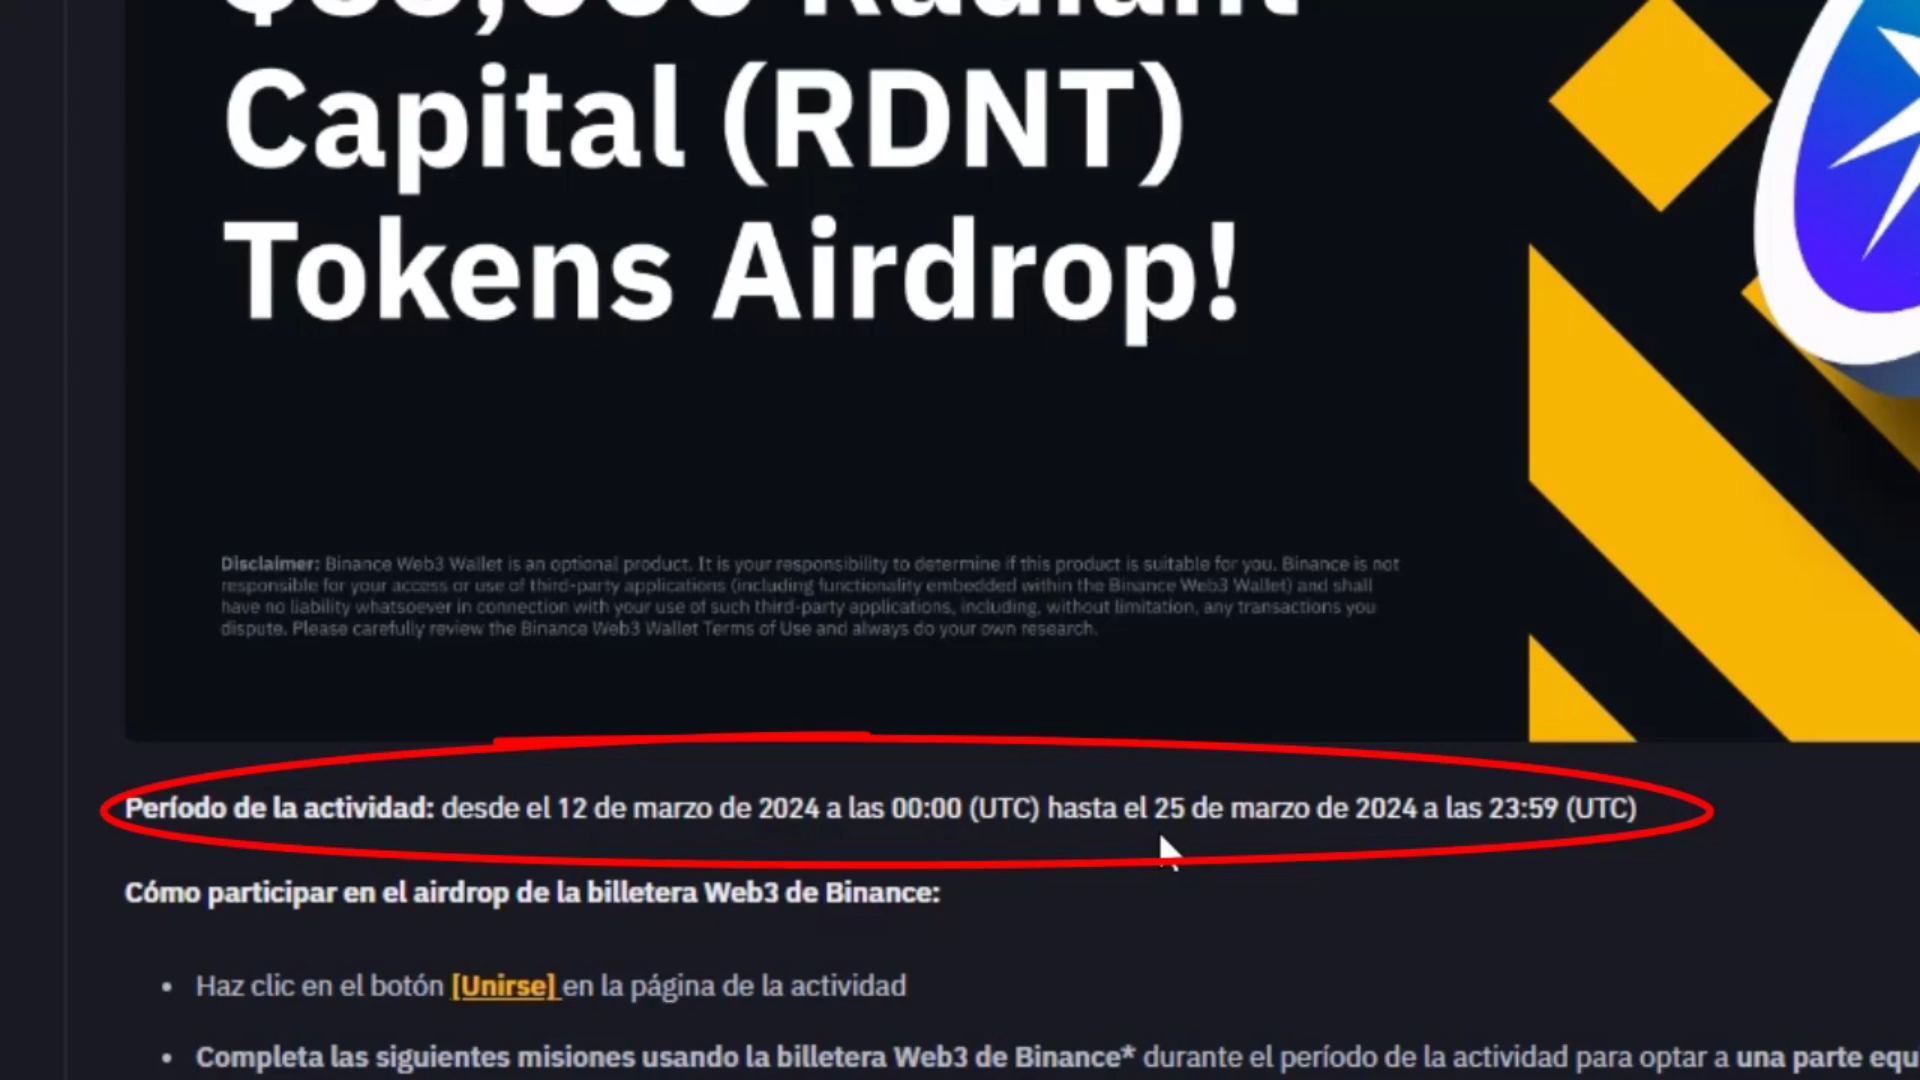 Radiant
Capital (RDNT)
Tokens Airdrop!
Disclaimer: Binance Web3 Wallet is an optional product. It is your responsibility to determine if this product is suitable for you. Binance is not
responsible for your access or use of third-party applications (including functionality embedded within the Binance Web3 Wallet) and shall
have no liability whatsoever in connection with your use of such third-party applications, including, without limitation, any transactions you
dispute. Please carefully review the Binance Web3 Wallet Terms of Use and always do your own research.
Período de la actividad: desde el 12 de marzo de 2024 a las 00:00 (UTC) hasta el 25 de marzo de 2024 a las 23:59 (UTC)
Cómo participar en el airdrop de la billetera Web3 de Binance:
• Haz clic en el botón [Unirse] en la página de la actividad
• Completa las siguientes misiones usando la billetera Web3 de Binance* durante el período de la actividad para optar a una parte equi